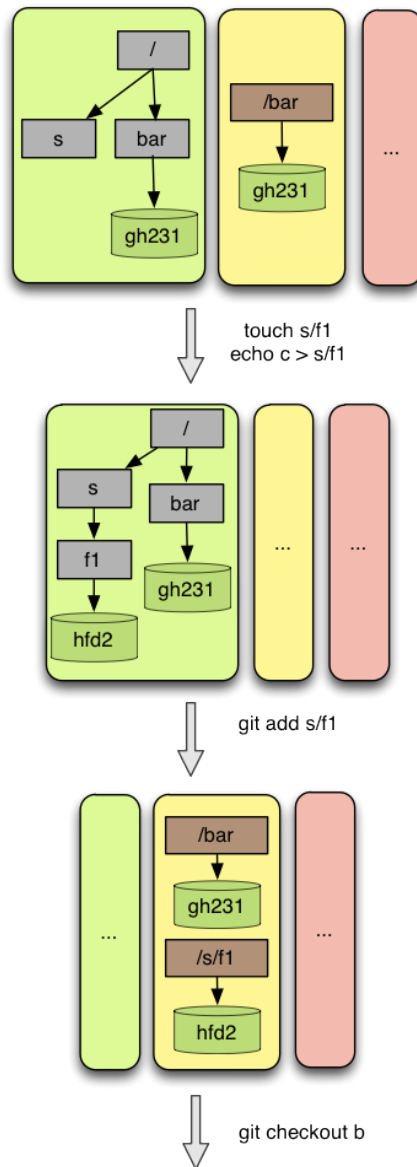 /
s
bar
gh231
/bar
gh231
...
touch s/f1
echo c > s/f1
/
s
bar
f1
gh231
hfd2
...
...
git add s/f1
...
/bar
gh231
/s/f1
hfd2
...
git checkout b